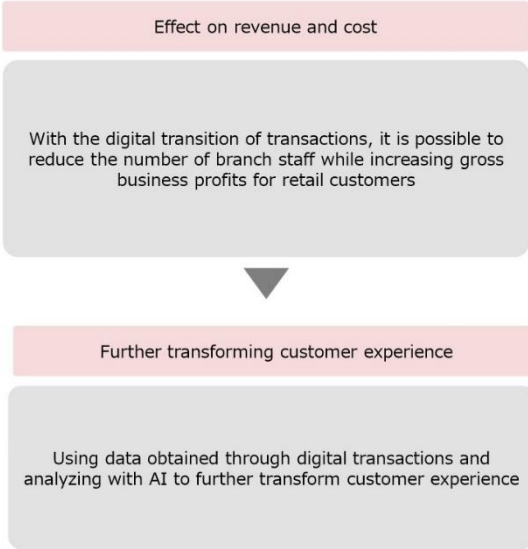 Effect on revenue and cost
With the digital transition of transactions, it is possible to
reduce the number of branch staff while increasing gross
business profits for retail customers
Further transforming customer experience
Using data obtained through digital transactions and
analyzing with AI to further transform customer experience